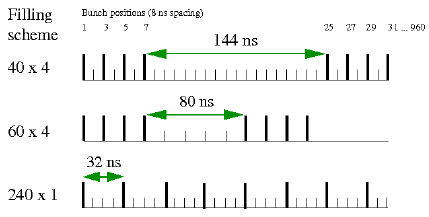 Filling scheme
Bunch positions (8 ns spacing)
1 3 5 7 25 27 29 31 ... 960
144 ns
40 x 4
80 ns
60 x 4
32 ns
240 x 1